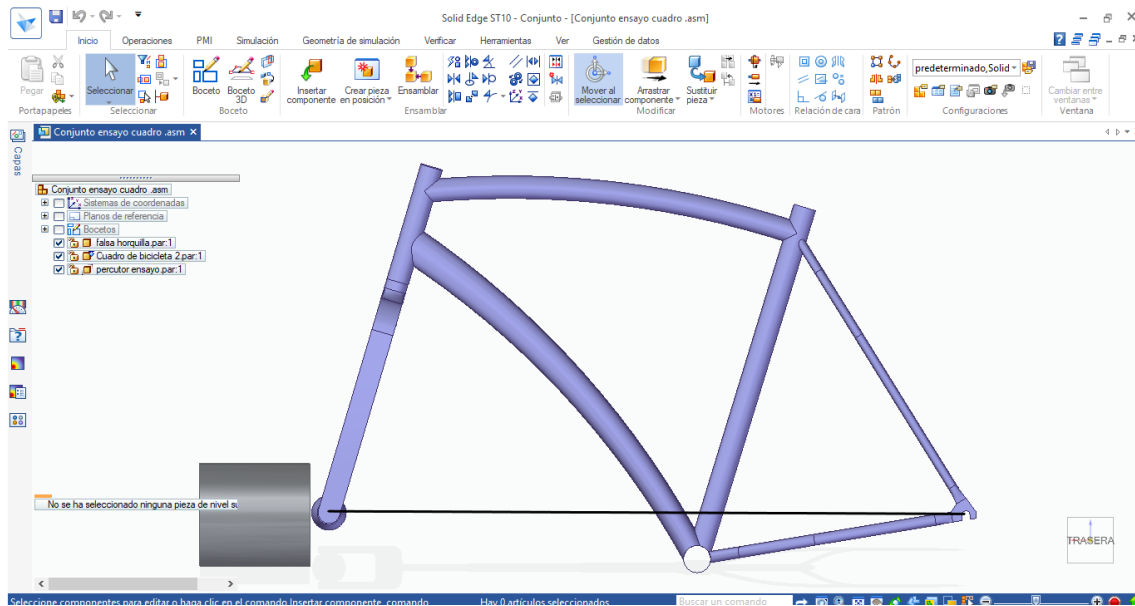 Solid Edge ST10 - Conjunto - [Conjunto ensayo cuadro .asm]
Inicio Operaciones PMI Simulación Geometría de simulación Verificar Herramientas Ver Gestión de datos
Pegar
Portapapeles
Seleccionar
Seleccionar
Boceto Boceto 3D
Boceto
Insertar componente
Crear pieza en posición
Ensamblar
Ensamblar
Mover al seleccionar
Arrastrar componente
Sustituir pieza
Modificar
Motores
Relación de cara
Patrón
predeterminado,Solid
Configuraciones
Cambiar entre ventanas
Ventana
Conjunto ensayo cuadro .asm
Capas
Conjunto ensayo cuadro .asm
Sistemas de coordenadas
Planos de referencia
Bocetos
falsa horquilla.par:1
Cuadro de bicicleta 2.par:1
percutor ensayo.par:1
No se ha seleccionado ninguna pieza de nivel su
TRASERA
Seleccione componentes para editar o haga clic en el comando Insertar componente. comando
Hay 0 artículos seleccionados
Buscar un comando